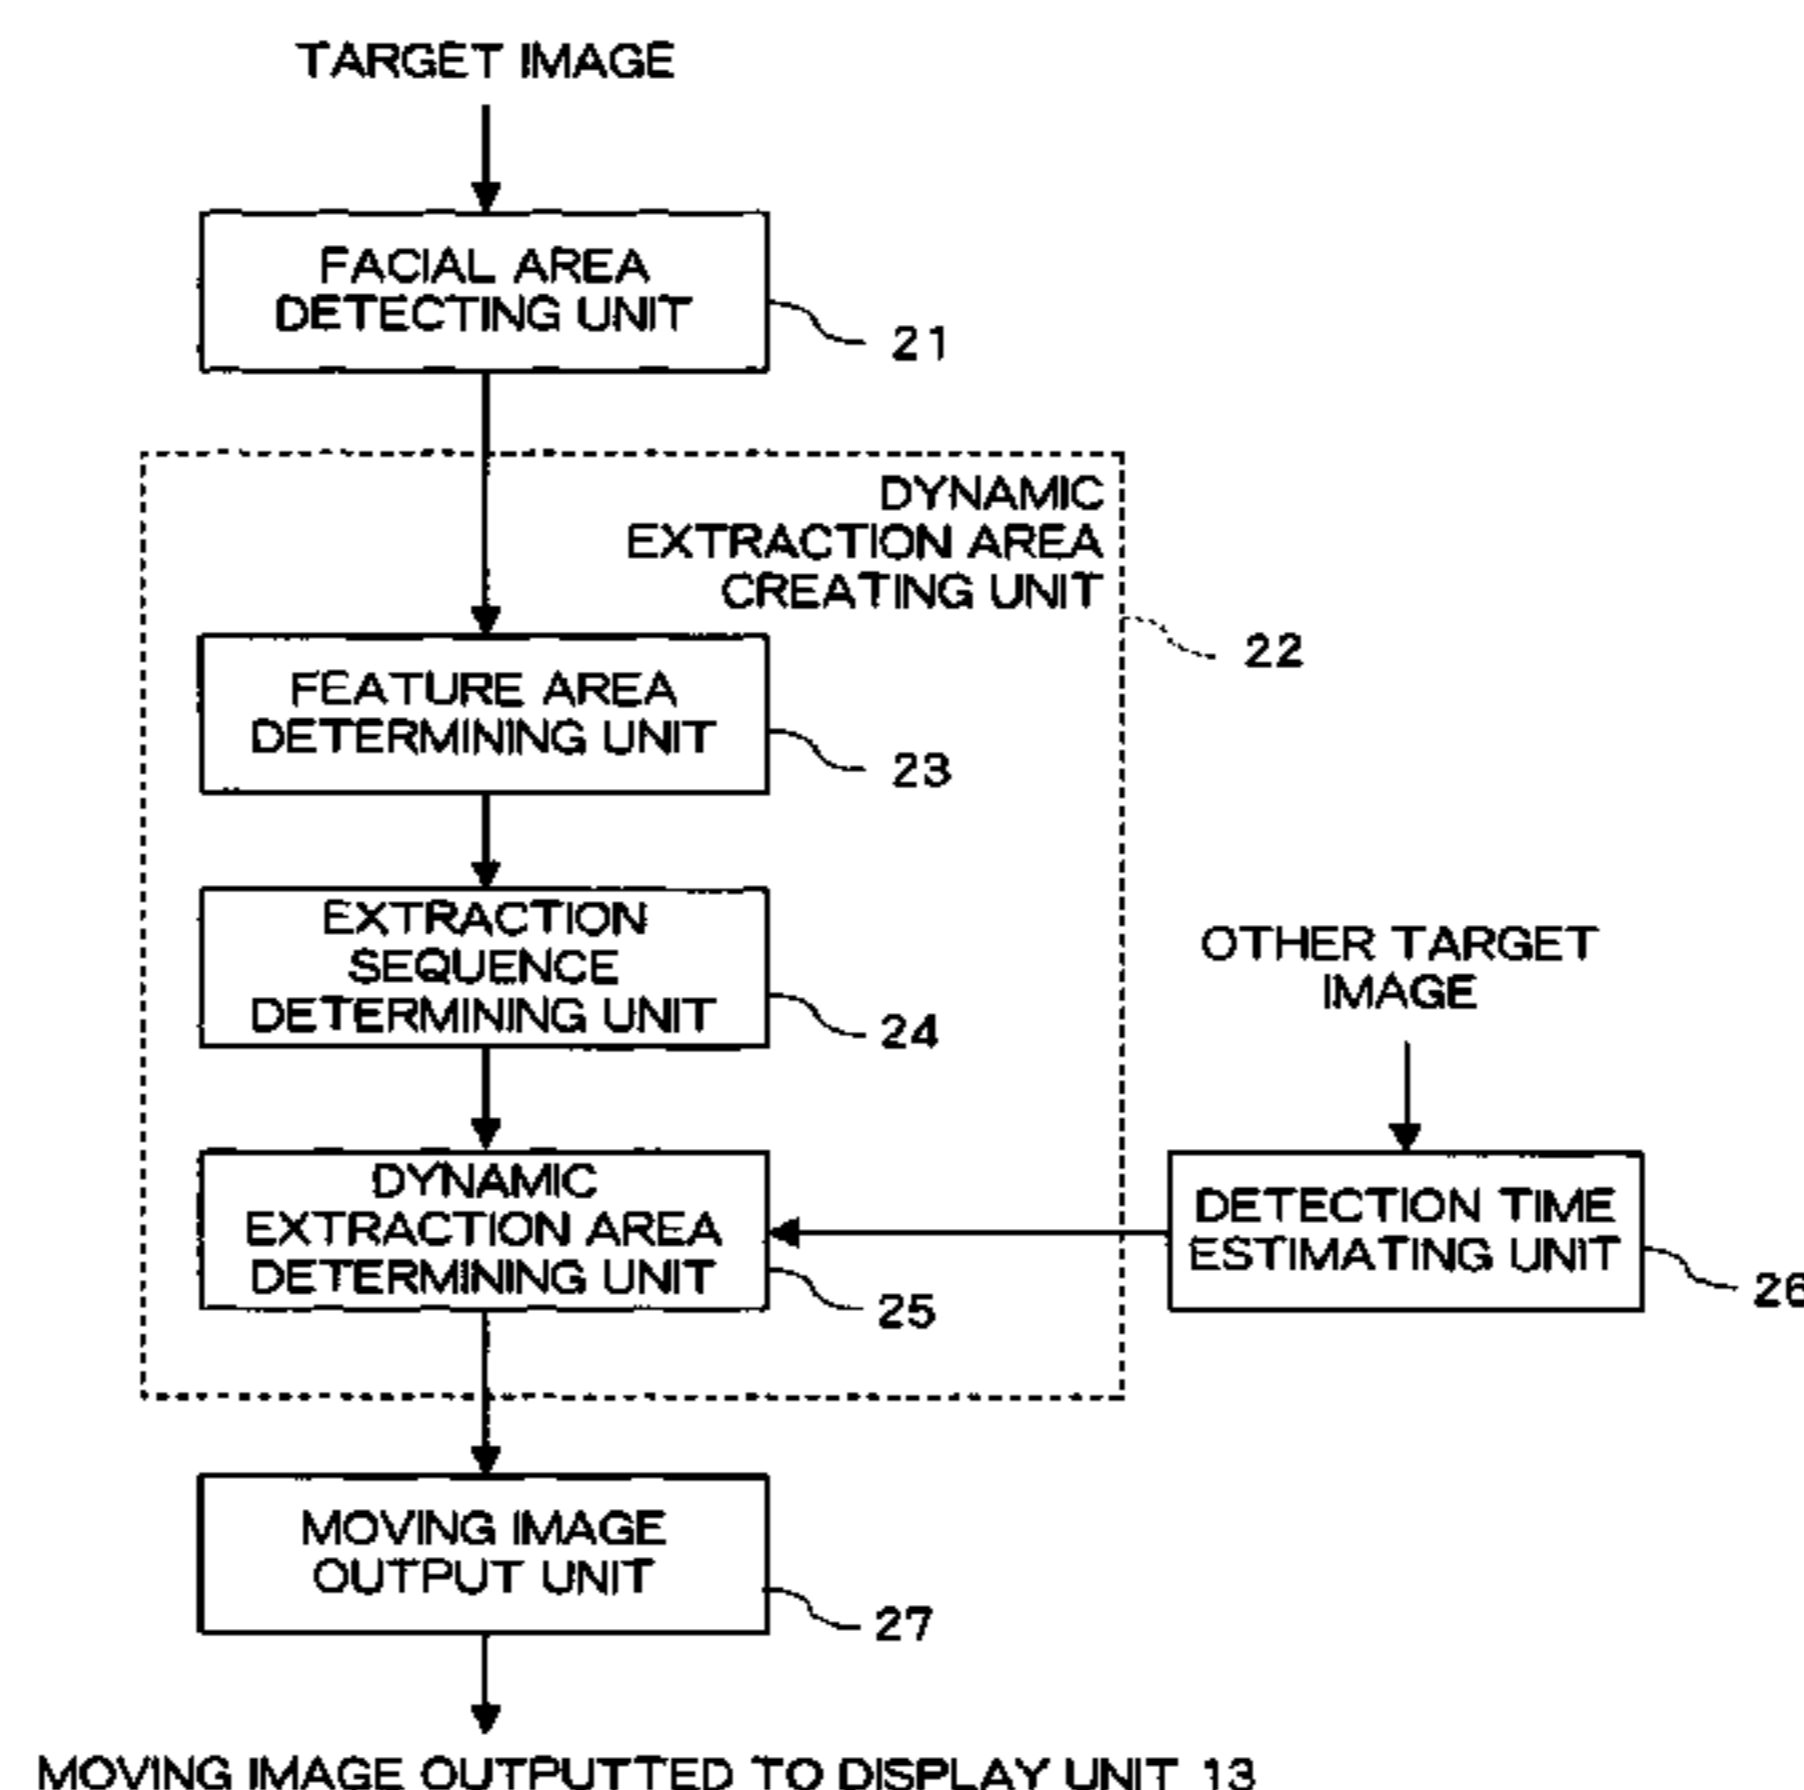 TARGET IMAGE
FACIAL AREA
DETECTING UNIT
21
DYNAMIC
EXTRACTION AREA
CREATING UNIT
22
FEATURE AREA
DETERMINING UNIT
23
EXTRACTION
SEQUENCE
DETERMINING UNIT
24
OTHER TARGET
IMAGE
DYNAMIC
EXTRACTION AREA
DETERMINING UNIT
25
DETECTION TIME
ESTIMATING UNIT
26
MOVING IMAGE
OUTPUT UNIT
27
MOVING IMAGE OUTPUTTED TO DISPLAY UNIT 13